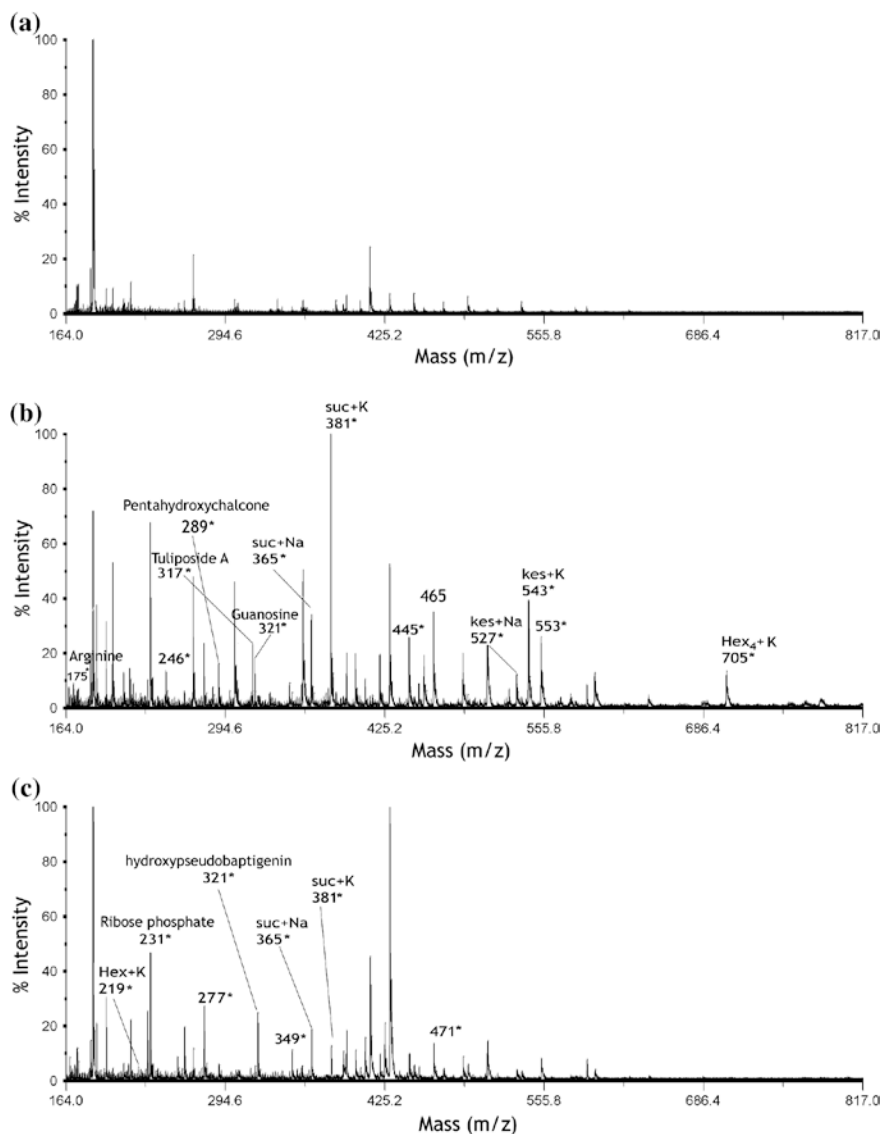 (a)
100
80
60
40
20
0
% Intensity
164.0 294.6 425.2 555.8 686.4 817.0
Mass (m/z)
(b)
suc+K
381*
100
80
60
40
20
0
% Intensity
Pentahydroxychalcone
289*
suc+Na
365*
Tuliposide A
317*
Guanosine
321*
kes+K
543*
465
kes+Na
527*
553*
445*
Hex4+K
705*
Arginine
175*
246*
164.0 294.6 425.2 555.8 686.4 817.0
Mass (m/z)
(c)
100
80
60
40
20
0
% Intensity
hydroxypseudobaptigenin
321*
suc+K
381*
suc+Na
365*
Ribose phosphate
231*
Hex+K
219*
277*
349*
471*
164.0 294.6 425.2 555.8 686.4 817.0
Mass (m/z)